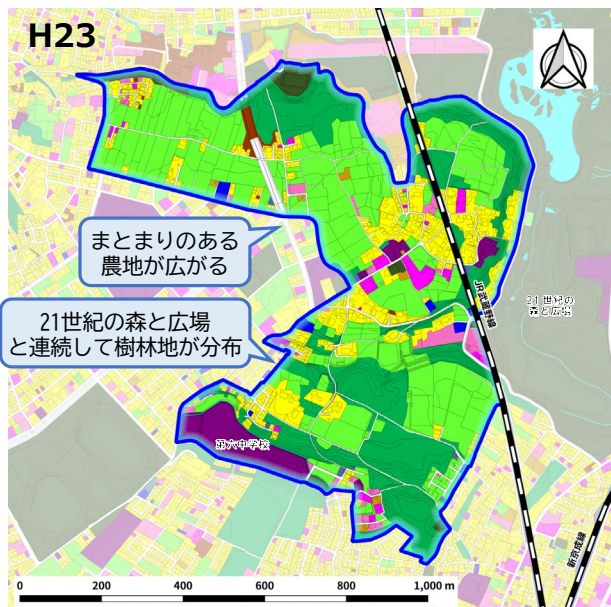 H23
まとまりのある
農地が広がる
21世紀の森と広場
と連続して樹林地が分布
JR武蔵野線
21世紀の
森と広場
第六中学校
新京成線
0 200 400 600 800 1,000 m